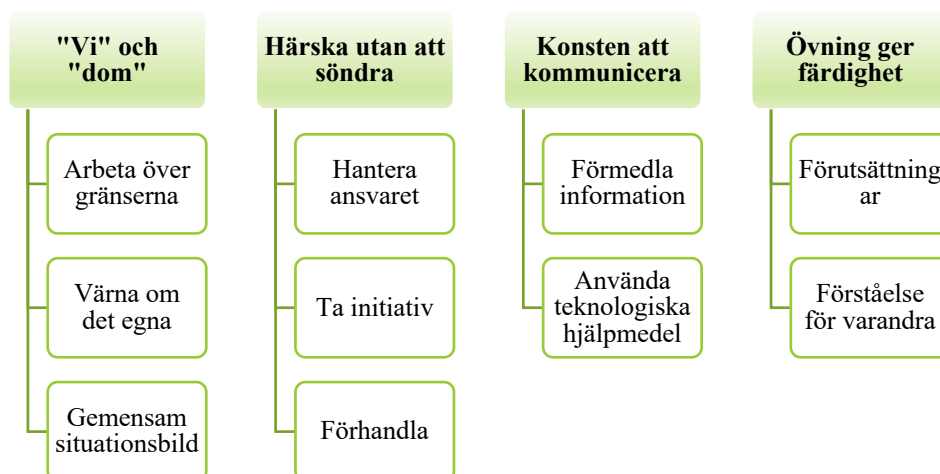 "Vi" och
"dom"
Arbeta över
gränserna
Värna om
det egna
Gemensam
situationsbild
Härska utan att
söndra
Hantera
ansvaret
Ta initiativ
Förhandla
Konsten att
kommunicera
Förmedla
information
Använda
teknologiska
hjälpmedel
Övning ger
färdighet
Förutsättning
ar
Förståelse
för varandra